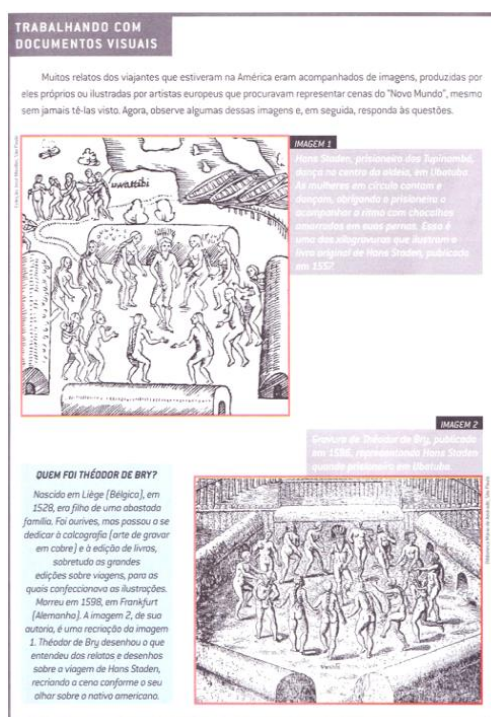 TRABALHANDO COM
DOCUMENTOS VISUAIS
Muitos relatos dos viajantes que estiveram na América eram acompanhados de imagens, produzidas por
eles próprios ou ilustradas por artistas europeus que procuravam representar cenas do "Novo Mundo", mesmo
sem jamais tê-las visto. Agora, observe algumas dessas imagens e, em seguida, responda às questões.
IMAGEM 1
Hans Staden, prisioneiro dos Tupinambá,
dança no centro da aldeia, em Ubatuba.
As mulheres em círculo cantam e
dançam, obrigando o prisioneiro a
acompanhar o ritmo com chocalhos
amarrados em suas pernas. Essa é
uma das xilogravuras que ilustram o
livro original de Hans Staden, publicado
em 1557
uwattibi
IMAGEM 2
Gravura de Théodor de Bry, publicada
em 1596, representando Hans Staden
quando prisioneiro em Ubatuba.
QUEM FOI THÉODOR DE BRY?
Nascido em Liège (Bélgica), em
1528, era filho de uma abastada
família. Foi ourives, mas passou a se
dedicar à calcografia (arte de gravar
em cobre) e à edição de livros,
sobretudo as grandes
edições sobre viagens, para as
quais confeccionava as ilustrações.
Morreu em 1598, em Frankfurt
(Alemanha). A imagem 2, de sua
autoria, é uma recriação da imagem
1. Théodor de Bry desenhou o que
entendeu dos relatos e desenhos
sobre a viagem de Hans Staden,
recriando a cena conforme o seu
olhar sobre o nativo americano.